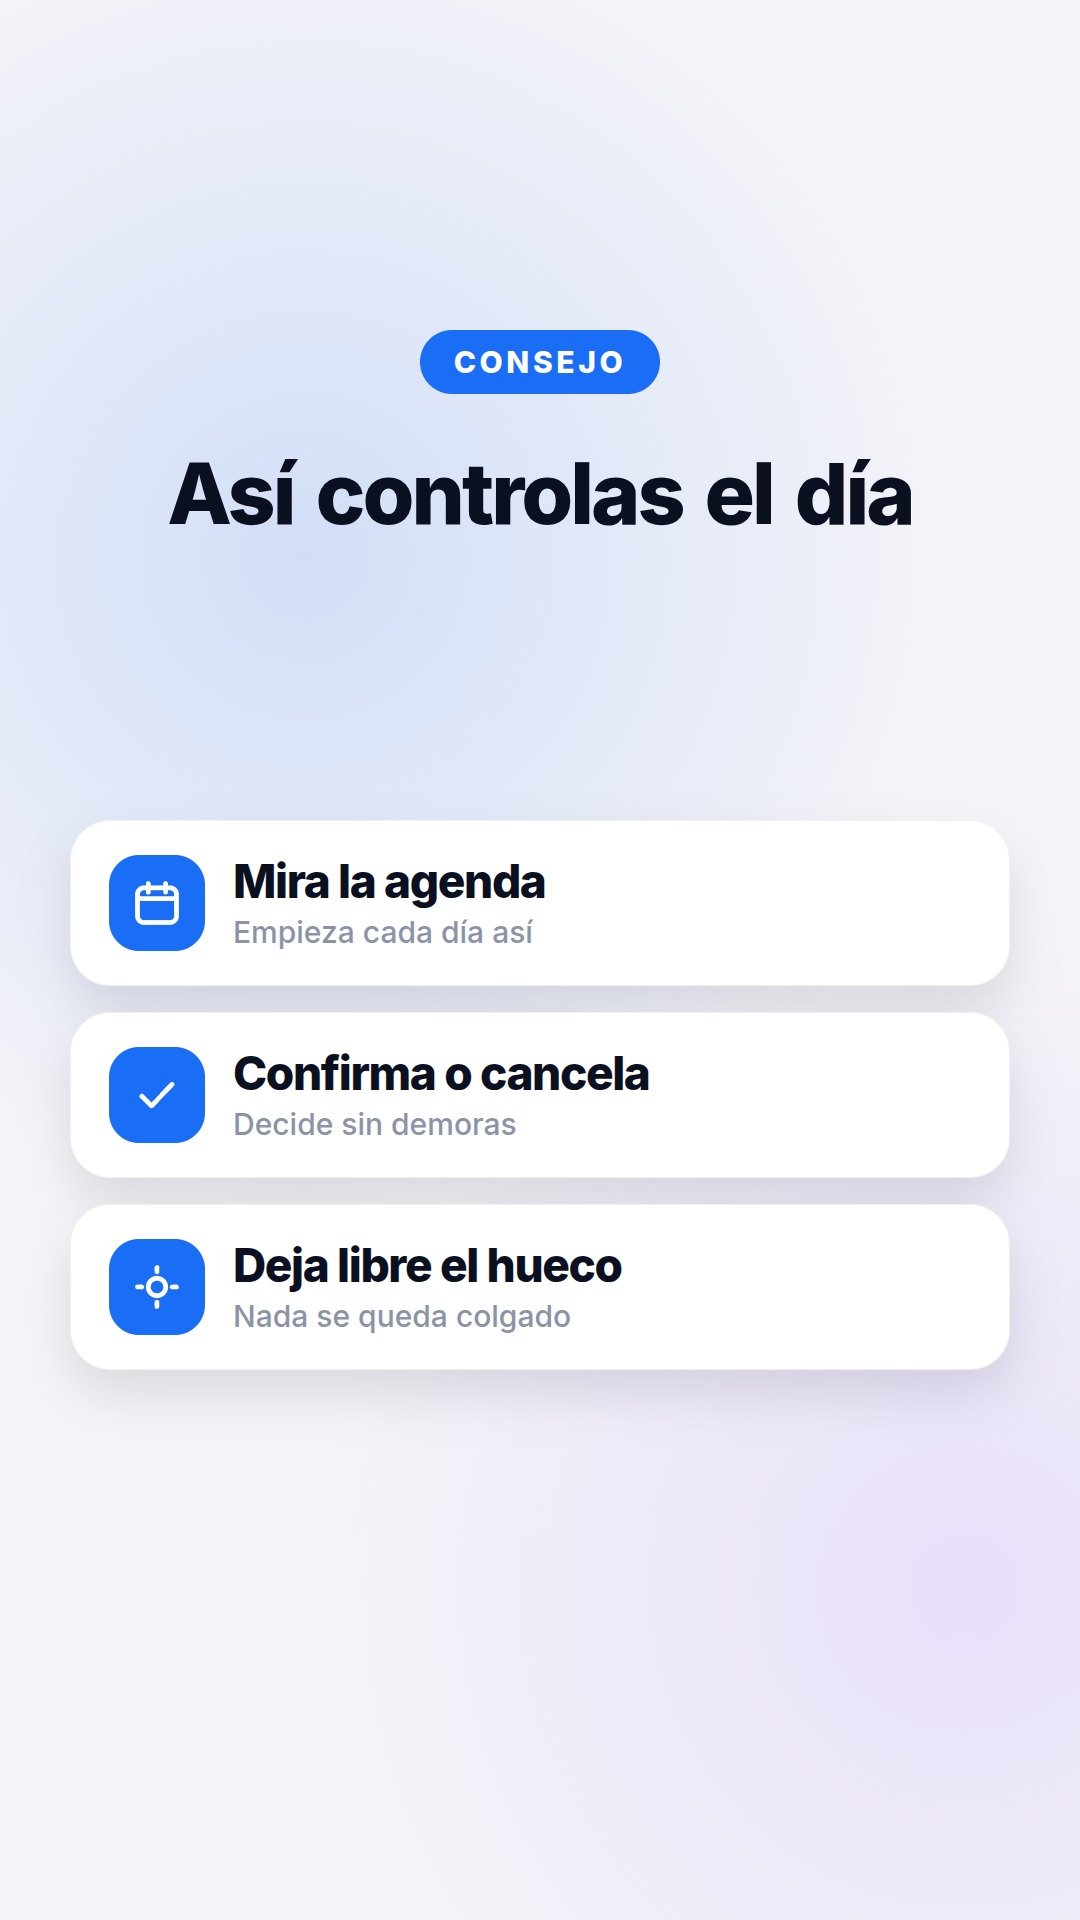 CONSEJO
Así controlas el día
Mira la agenda
Empieza cada día así
Confirma o cancela
Decide sin demoras
Deja libre el hueco
Nada se queda colgado